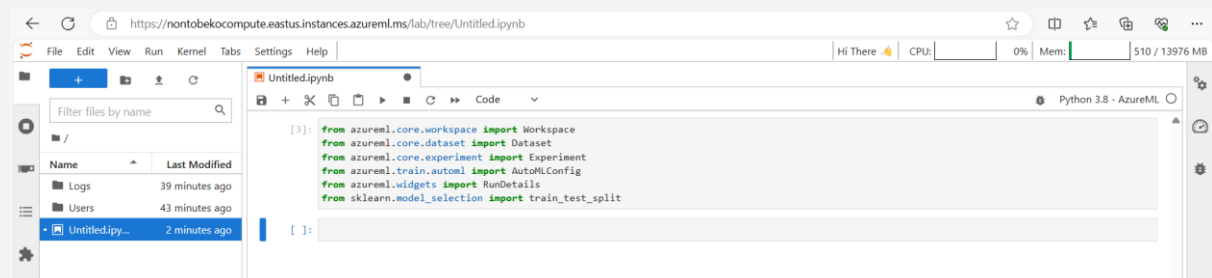 https://nontobekocompute.eastus.instances.azureml.ms/lab/tree/Untitled.ipynb
File Edit View Run Kernel Tabs Settings Help
Hi There 👋 CPU: 0% Mem: 510 / 13976 MB
Untitled.ipynb
Code
Python 3.8 - AzureML
Filter files by name
/
Name Last Modified
Logs 39 minutes ago
Users 43 minutes ago
Untitled.ipy... 2 minutes ago
[3]: from azureml.core.workspace import Workspace
from azureml.core.dataset import Dataset
from azureml.core.experiment import Experiment
from azureml.train.automl import AutoMLConfig
from azureml.widgets import RunDetails
from sklearn.model_selection import train_test_split
[ ]: